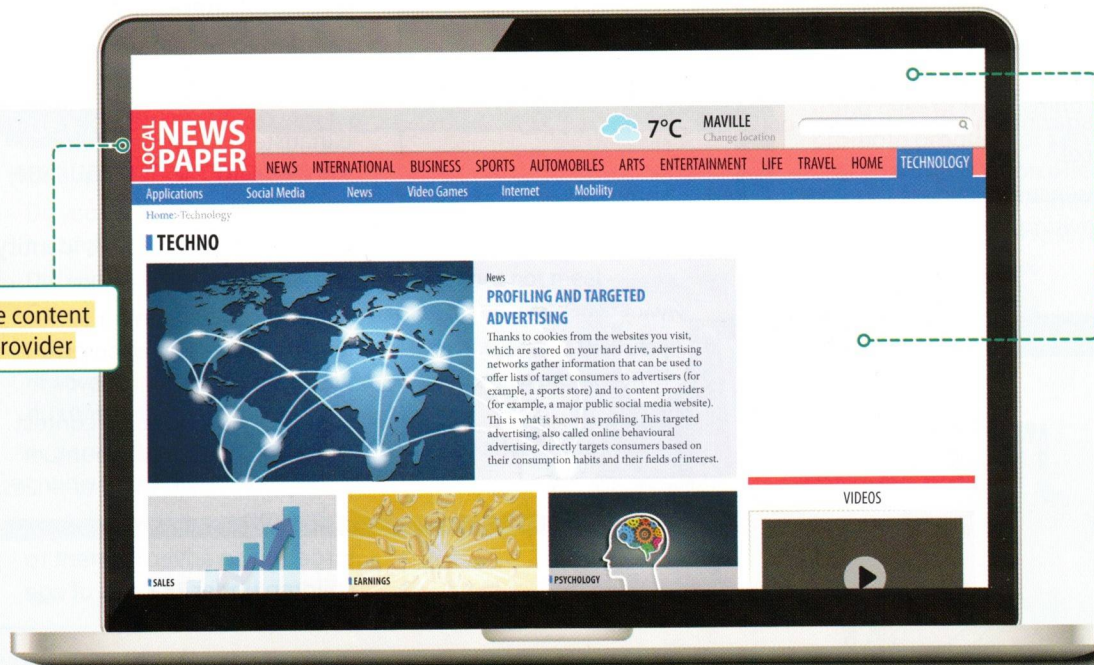 LOCAL
NEWS
PAPER
7°C
MAVILLE
Change location
NEWS INTERNATIONAL BUSINESS SPORTS AUTOMOBILES ARTS ENTERTAINMENT LIFE TRAVEL HOME TECHNOLOGY
Applications Social Media News Video Games Internet Mobility
Home>Technology
TECHNO
News
PROFILING AND TARGETED
ADVERTISING
Thanks to cookies from the websites you visit,
which are stored on your hard drive, advertising
networks gather information that can be used to
offer lists of target consumers to advertisers (for
example, a sports store) and to content providers
(for example, a major public social media website).
This is what is known as profiling. This targeted
advertising, also called online behavioural
advertising, directly targets consumers based on
their consumption habits and their fields of interest.
e content
rovider
VIDEOS
SALES
EARNINGS
PSYCHOLOGY